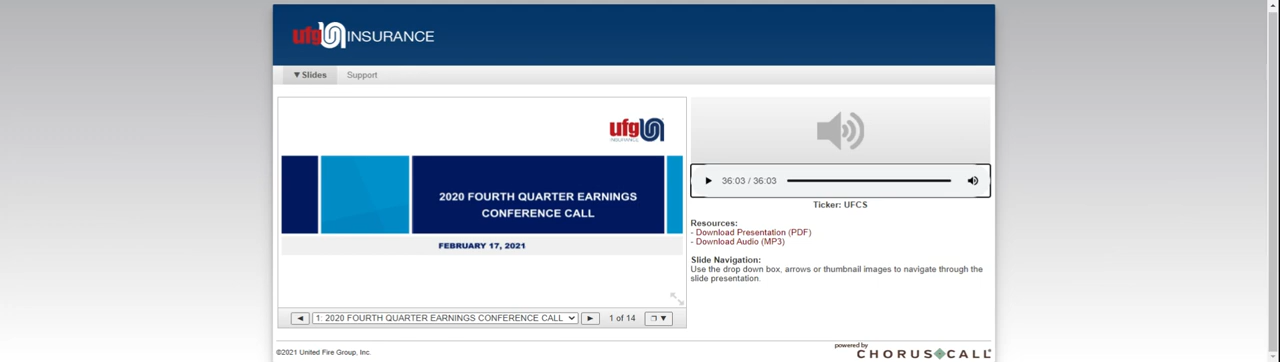 ufg INSURANCE
▼Slides Support
ufg
INSURANCE
2020 FOURTH QUARTER EARNINGS
CONFERENCE CALL
FEBRUARY 17, 2021
1: 2020 FOURTH QUARTER EARNINGS CONFERENCE CALL 1 of 14
36:03 / 36:03
Ticker: UFCS
Resources:
- Download Presentation (PDF)
- Download Audio (MP3)
Slide Navigation:
Use the drop down box, arrows or thumbnail images to navigate through the
slide presentation.
©2021 United Fire Group, Inc.
powered by
CHORUS CALL